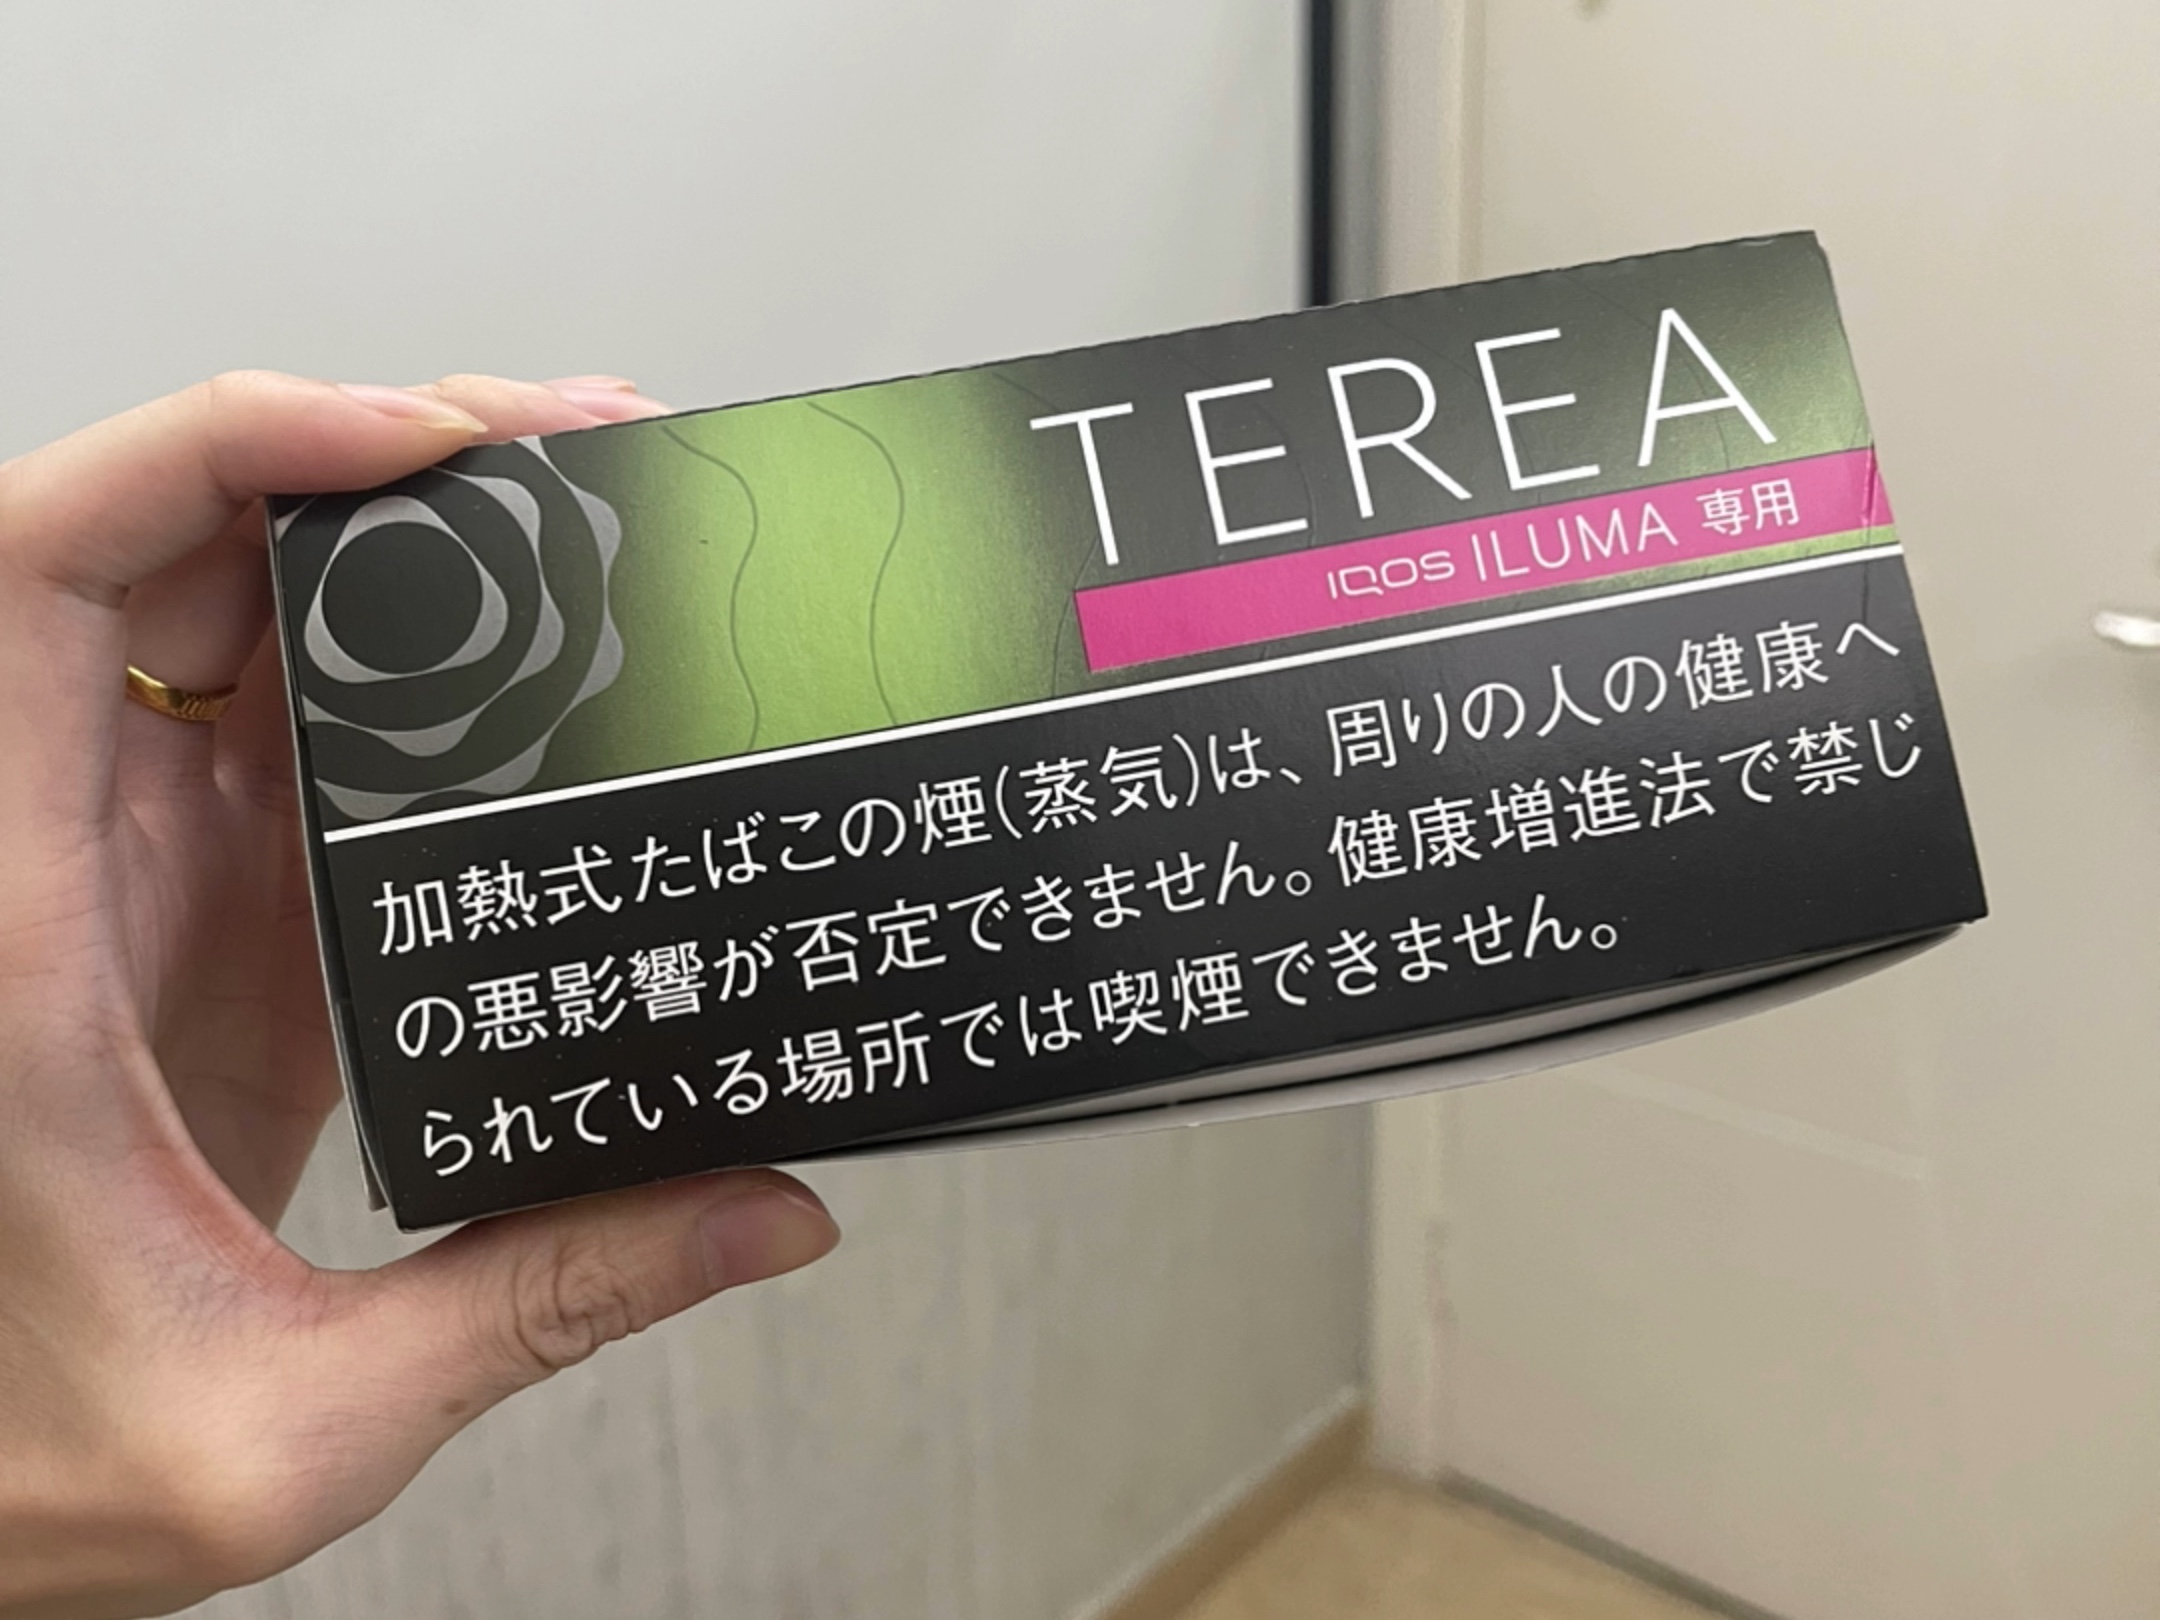 TEREA
IQOS ILUMA 専用
加熱式たばこの煙(蒸気)は、周りの人の健康へ
の悪影響が否定できません。健康増進法で禁じ
られている場所では喫煙できません。